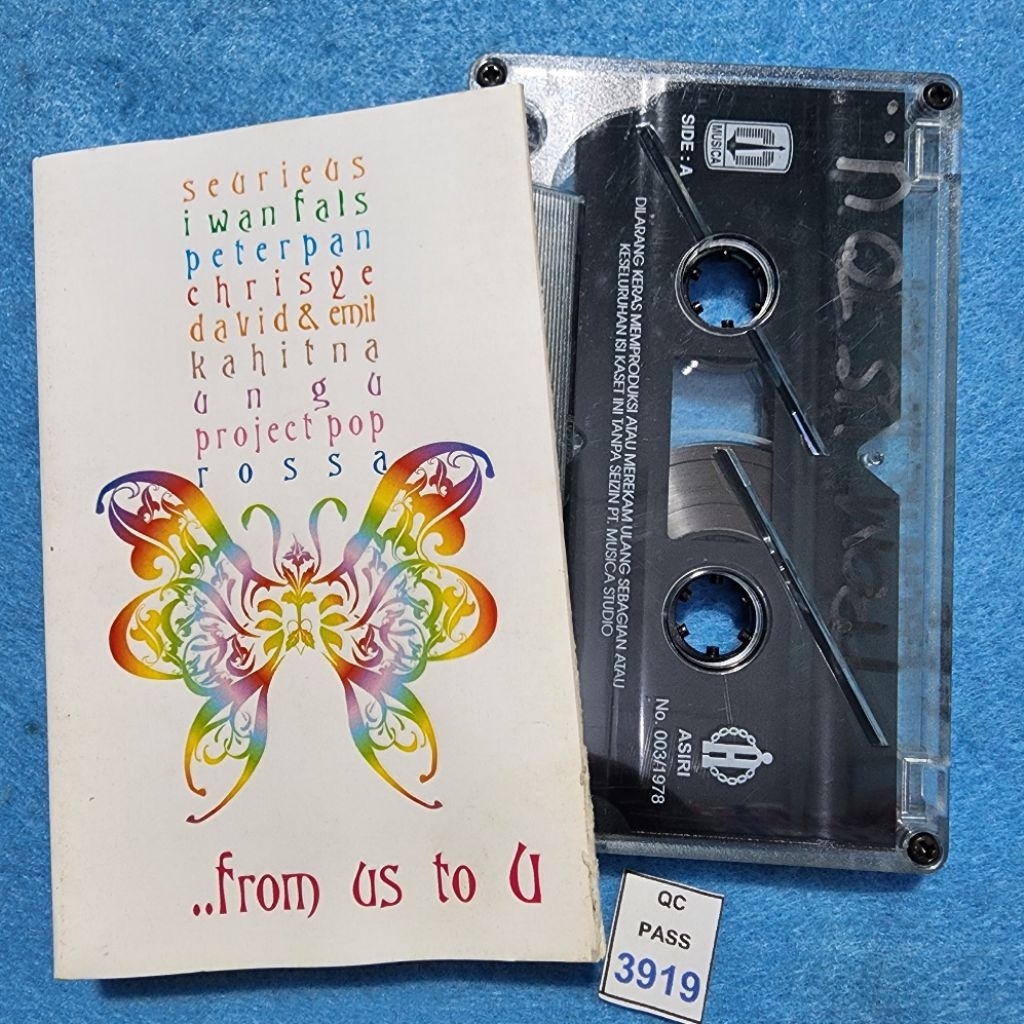 seurieus
iwan fals
peterpan
chrisye
david & emil
kahitna
ungu
project pop
rossa
..from us to U
SIDE : A
MUSICA
DILARANG KERAS MEMPRODUKSI ATAU MEREKAM ULANG SEBAGIAN ATAU
KESELURUHAN ISI KASET INI TANPA SEIZIN PT. MUSICA STUDIO
ASIRI
No. 003/1978
QC
PASS
3919